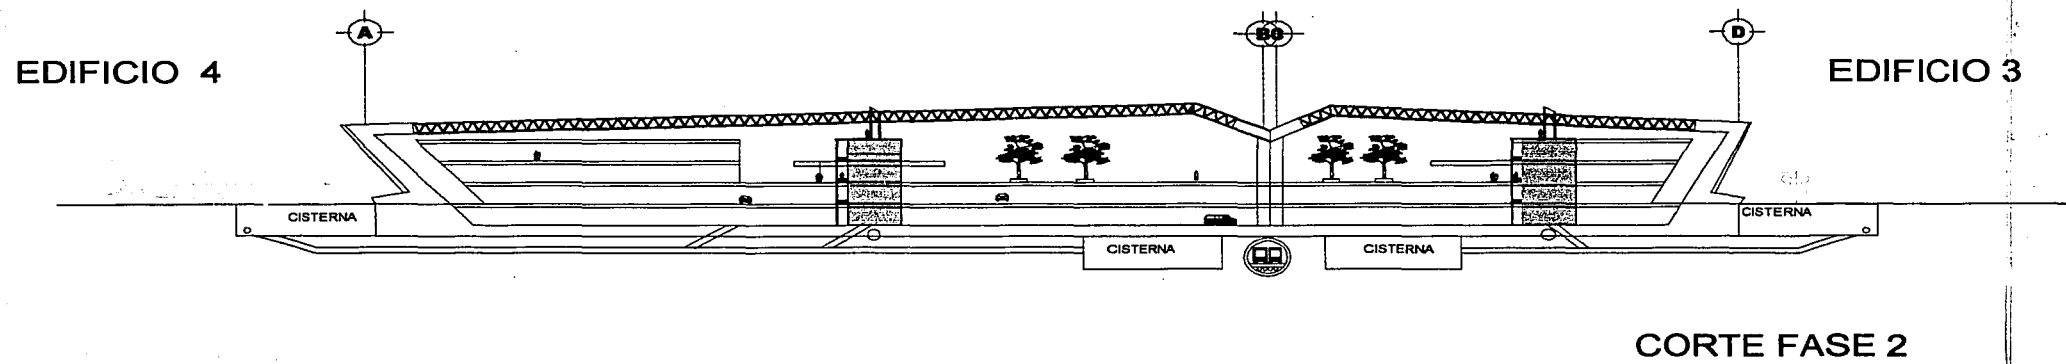 A
BC
D
EDIFICIO 4
EDIFICIO 3
CISTERNA
CISTERNA
CISTERNA
CISTERNA
CORTE FASE 2